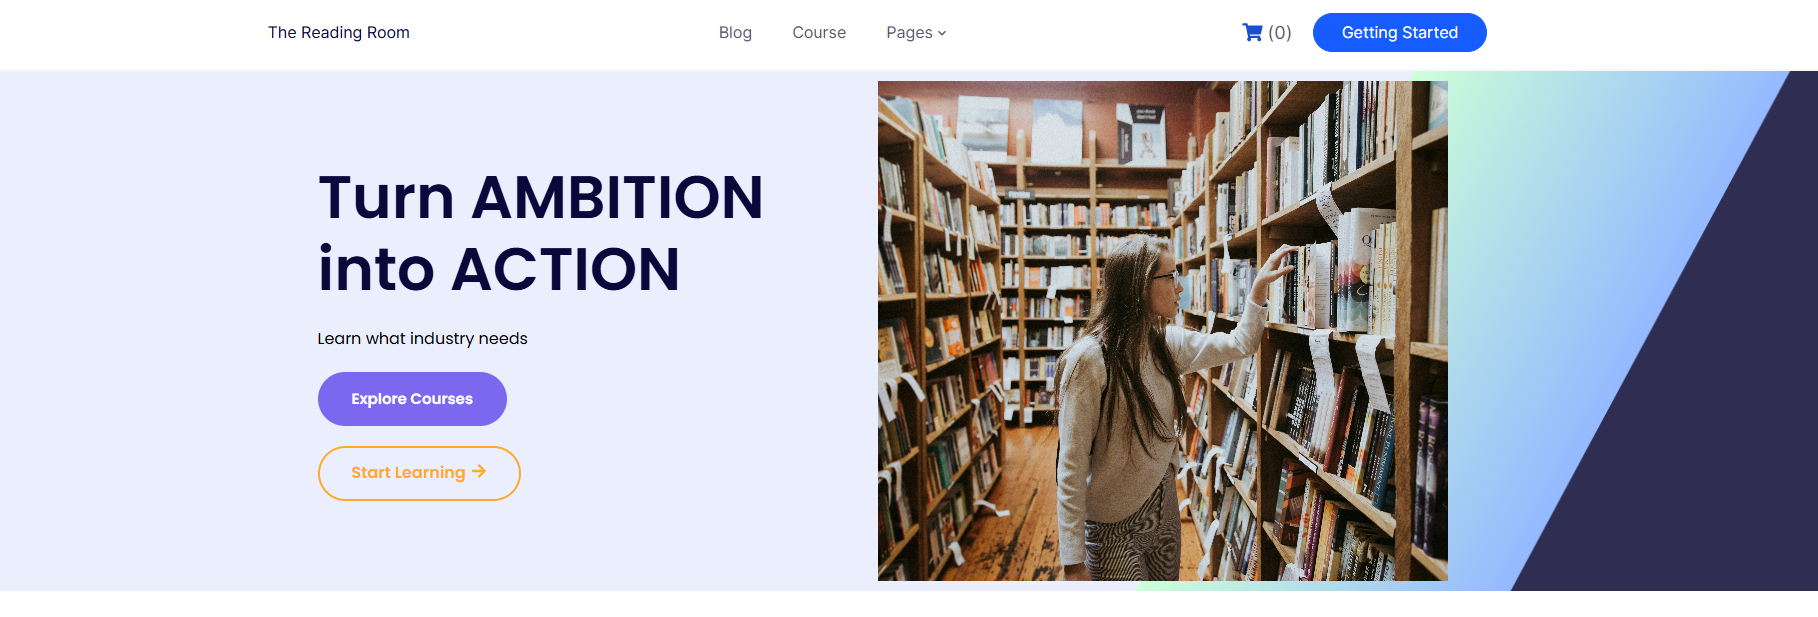 The Reading Room
Blog
Course
Pages
(0)
Getting Started
Turn AMBITION
into ACTION
Learn what industry needs
Explore Courses
Start Learning →